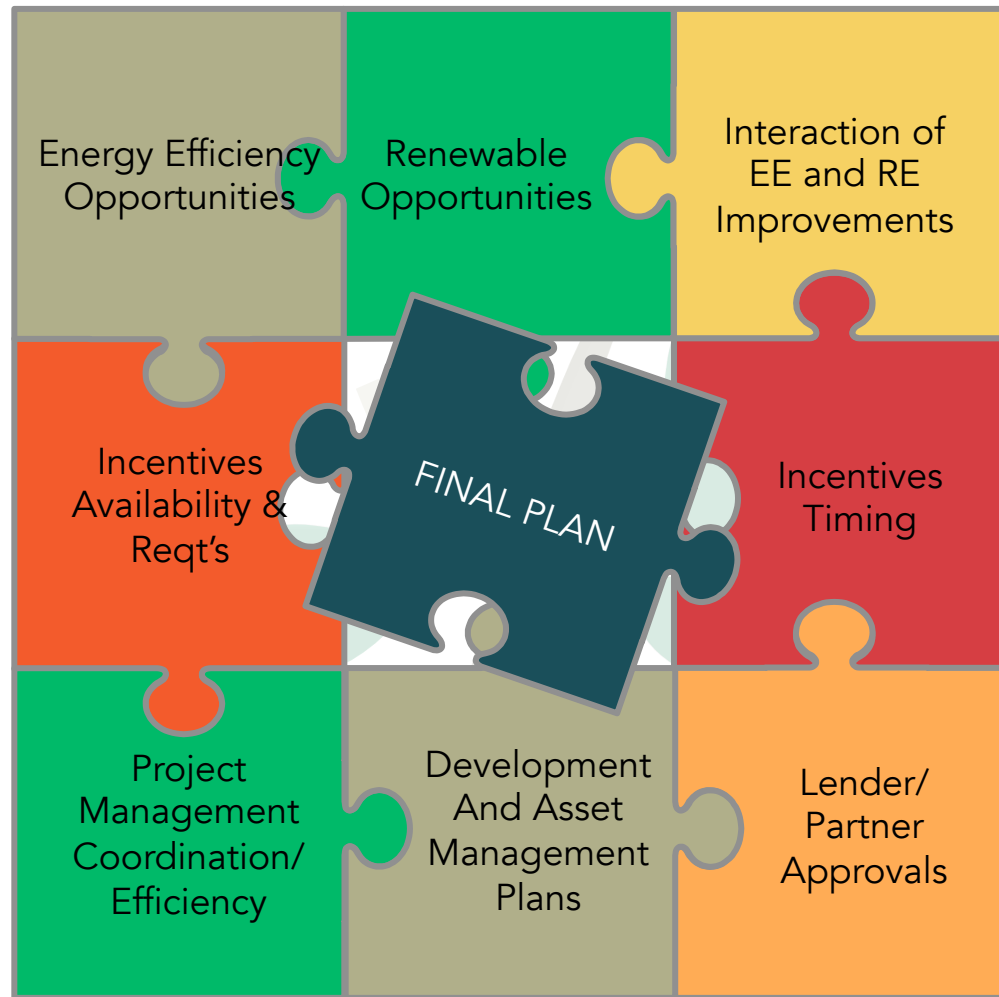 Energy Efficiency
Opportunities
Renewable
Opportunities
Interaction of
EE and RE
Improvements
Incentives
Availability &
Reqt’s
FINAL PLAN
Incentives
Timing
Project
Management
Coordination/
Efficiency
Development
And Asset
Management
Plans
Lender/
Partner
Approvals